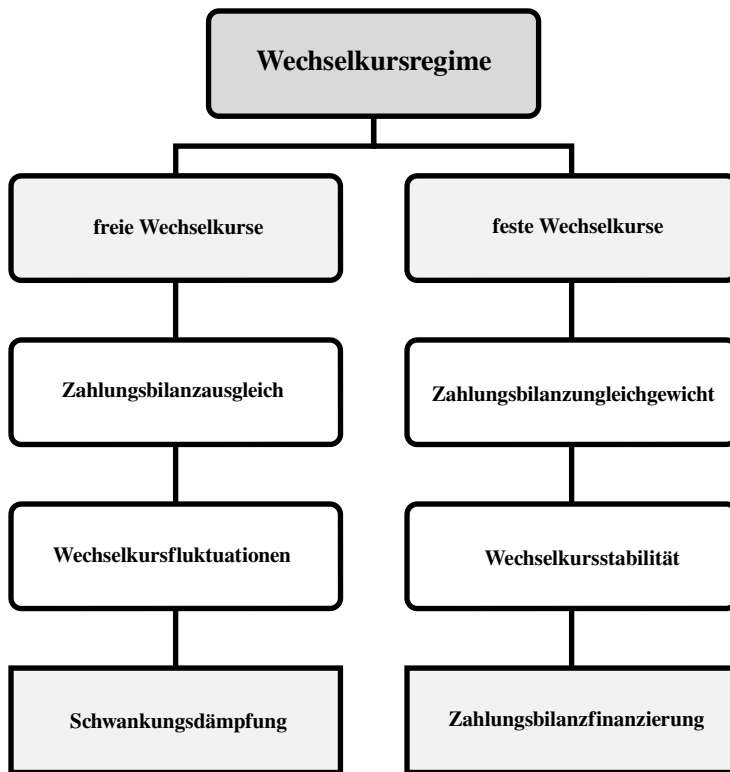 Wechselkursregime
freie Wechselkurse
feste Wechselkurse
Zahlungsbilanzausgleich
Zahlungsbilanzungleichgewicht
Wechselkursfluktuationen
Wechselkursstabilität
Schwankungsdämpfung
Zahlungsbilanzfinanzierung